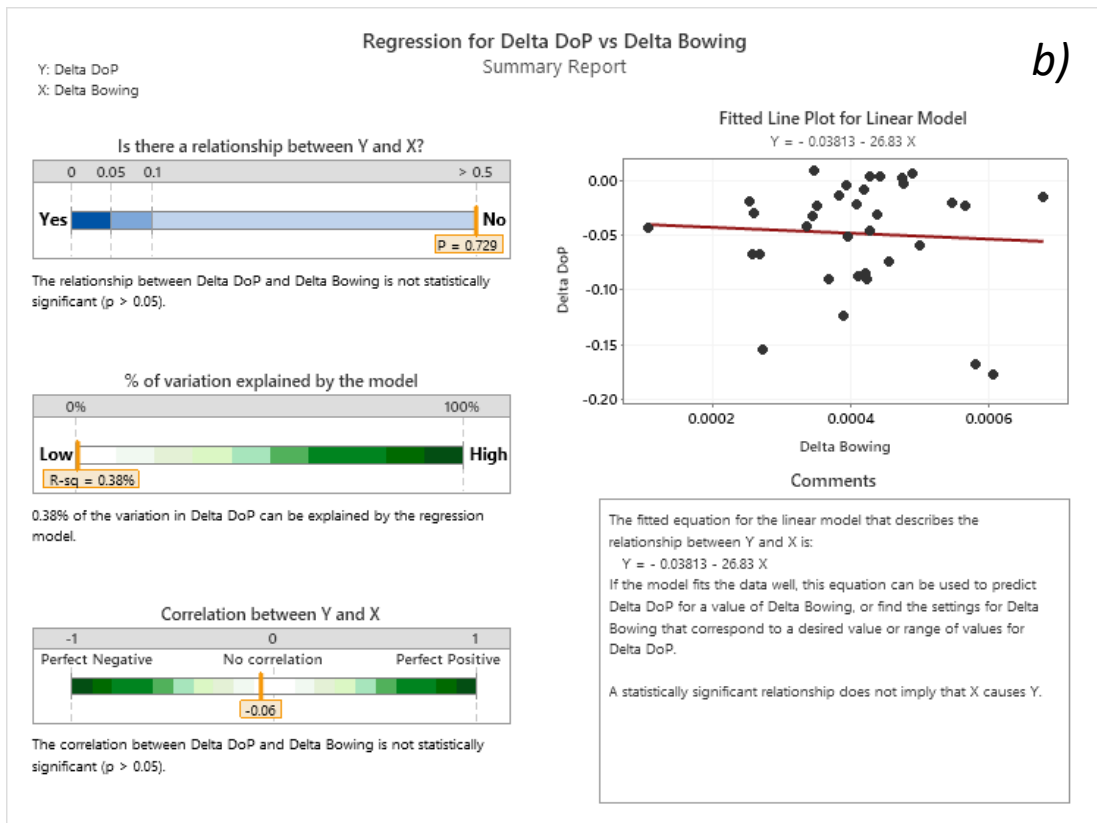 Regression for Delta DoP vs Delta Bowing
Summary Report
b)
Y: Delta DoP
X: Delta Bowing
Is there a relationship between Y and X?
0 0.05 0.1 > 0.5
Yes No
P = 0.729
The relationship between Delta DoP and Delta Bowing is not statistically
significant (p > 0.05).
% of variation explained by the model
0% 100%
Low High
R-sq = 0.38%
0.38% of the variation in Delta DoP can be explained by the regression
model.
Correlation between Y and X
-1 0 1
Perfect Negative No correlation Perfect Positive
-0.06
The correlation between Delta DoP and Delta Bowing is not statistically
significant (p > 0.05).
Fitted Line Plot for Linear Model
Y = - 0.03813 - 26.83 X
0.00
-0.05
-0.10
-0.15
-0.20
Delta DoP
0.0002 0.0004 0.0006
Delta Bowing
Comments
The fitted equation for the linear model that describes the
relationship between Y and X is:
Y = - 0.03813 - 26.83 X
If the model fits the data well, this equation can be used to predict
Delta DoP for a value of Delta Bowing, or find the settings for Delta
Bowing that correspond to a desired value or range of values for
Delta DoP.
A statistically significant relationship does not imply that X causes Y.